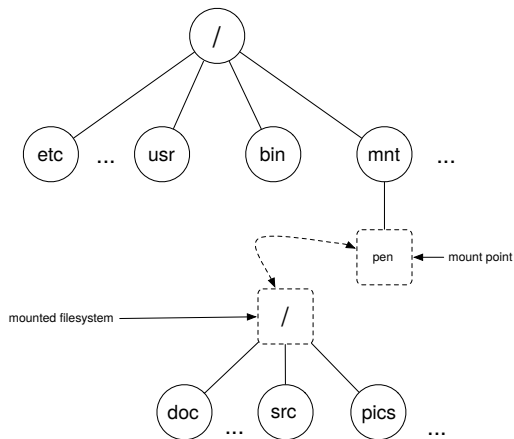 /
etc ... usr bin mnt ...
pen
mount point
mounted filesystem
/
doc ... src pics ...